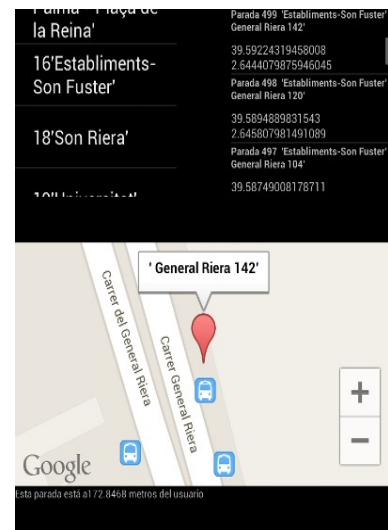 la Reina'
16'Establiments-
Son Fuster'
18'Son Riera'
Parada 499 'Establiments-Son Fuster'
General Riera 142'
39.59224319458008
2.6444079875946045
Parada 498 'Establiments-Son Fuster'
General Riera 120'
39.5894889831543
2.645807981491089
Parada 497 'Establiments-Son Fuster'
General Riera 104'
39.58749008178711
' General Riera 142'
Carrer del General Riera
Carrer General Riera
+
−
Google
Esta parada está a172.8468 metros del usuario